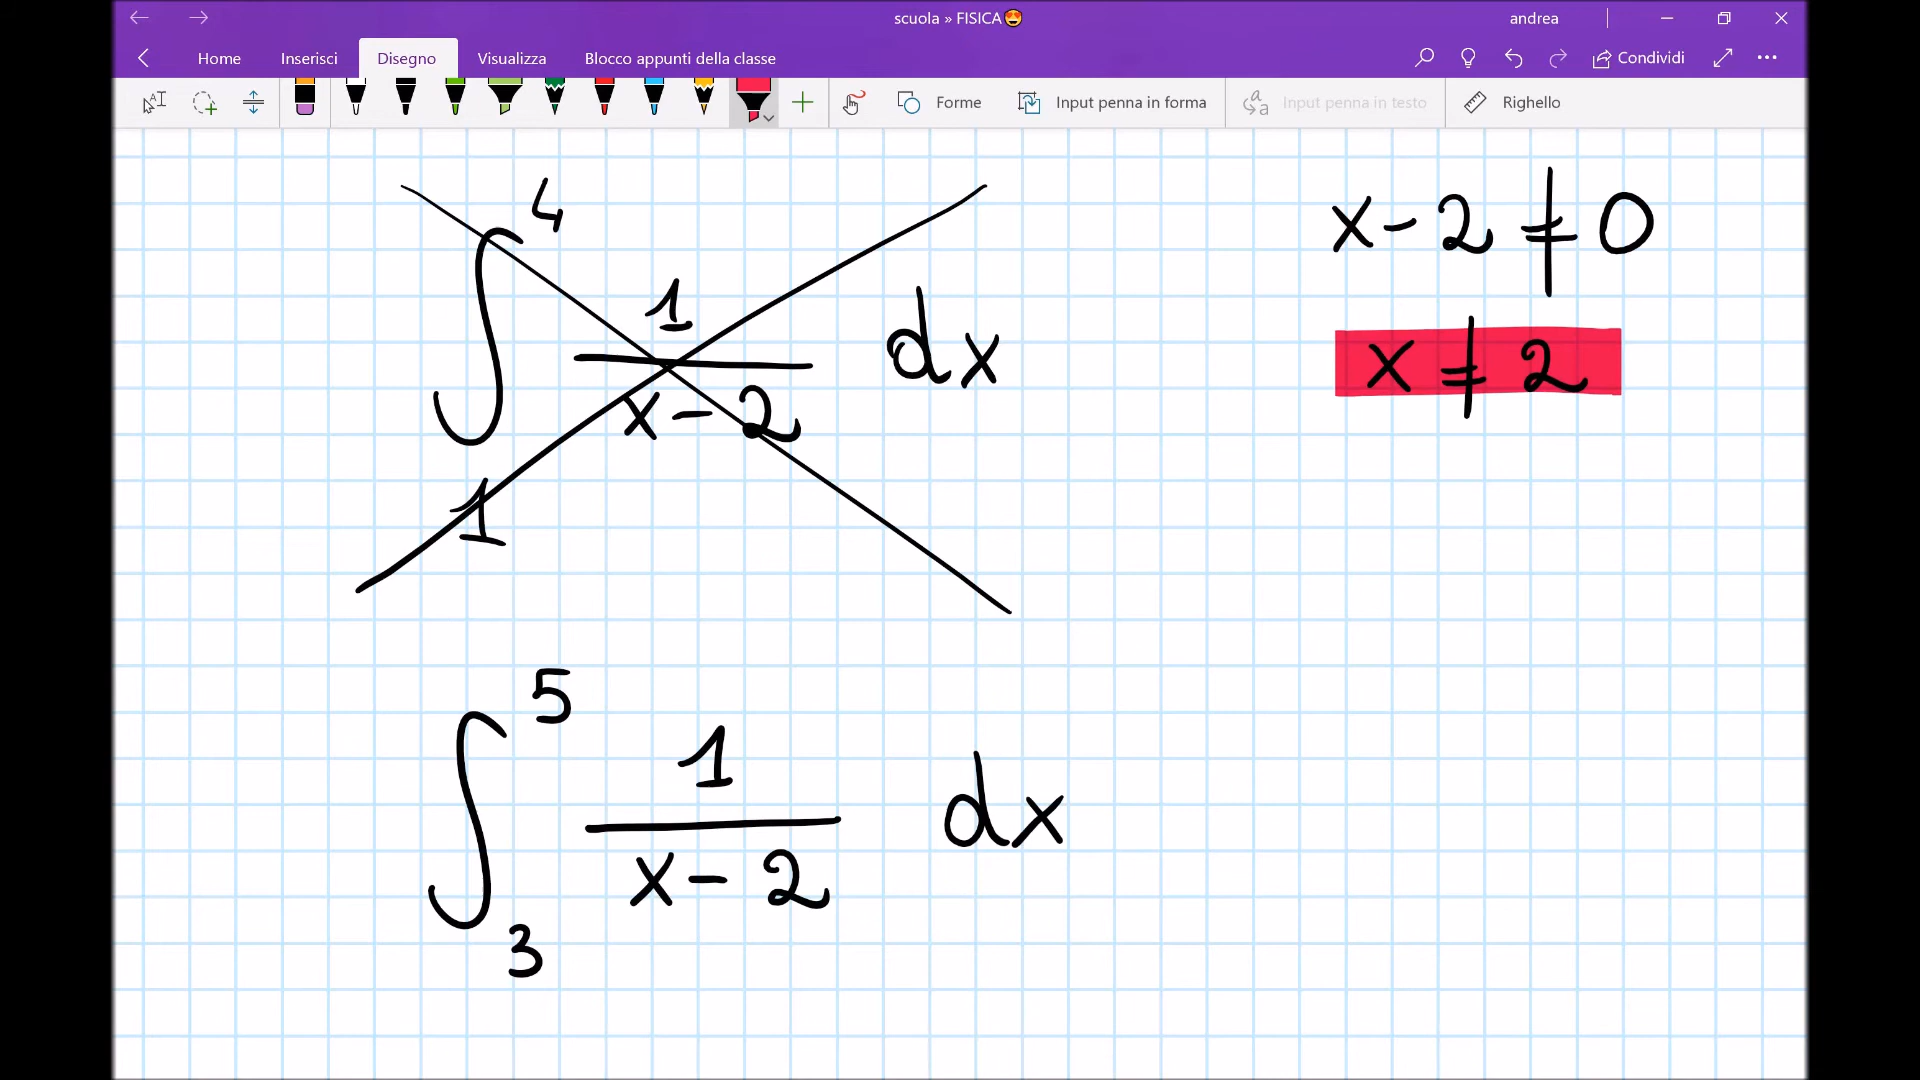 scuola » FISICA😍
andrea
Home Inserisci Disegno Visualizza Blocco appunti della classe
Condividi
Forme Input penna in forma Input penna in testo Righello
∫₁⁴ 1/(x-2) dx
x-2≠0
x≠2
∫₃⁵ 1/(x-2) dx